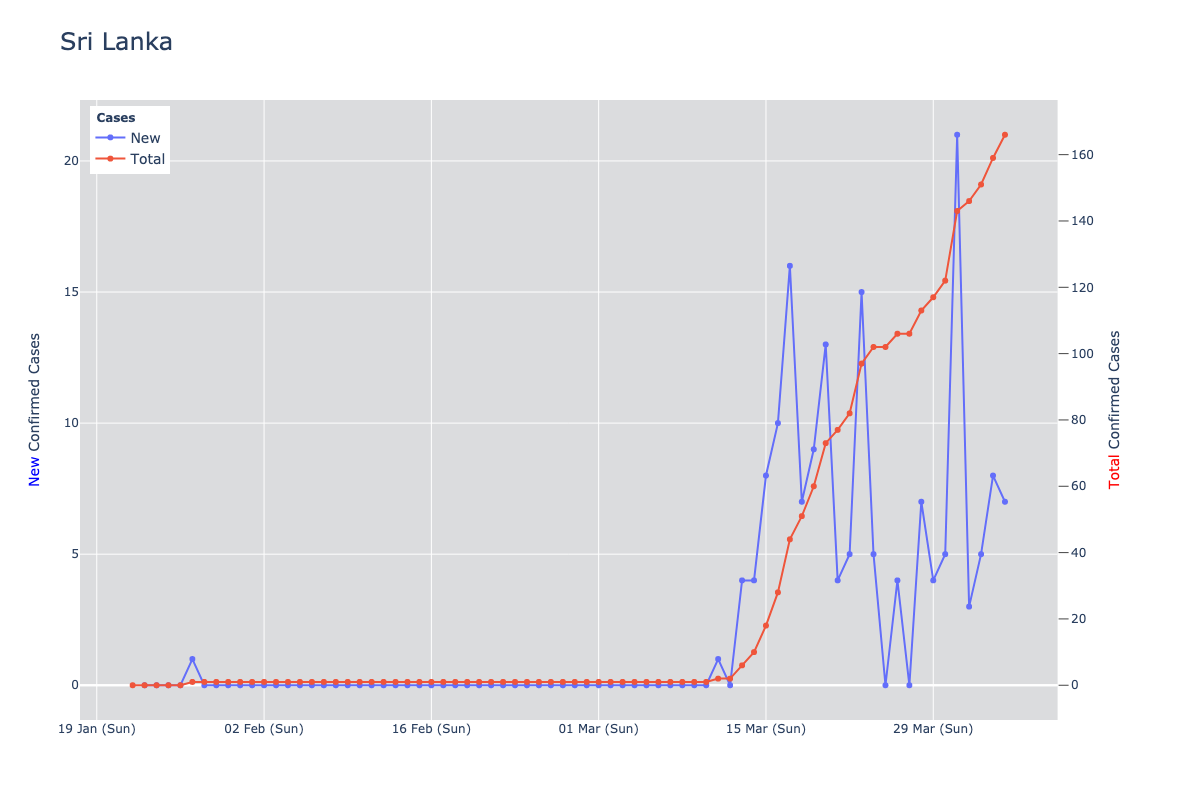 Sri Lanka
Cases
New
Total
20
15
10
5
0
160
140
120
100
80
60
40
20
0
New Confirmed Cases
Total Confirmed Cases
19 Jan (Sun)
02 Feb (Sun)
16 Feb (Sun)
01 Mar (Sun)
15 Mar (Sun)
29 Mar (Sun)